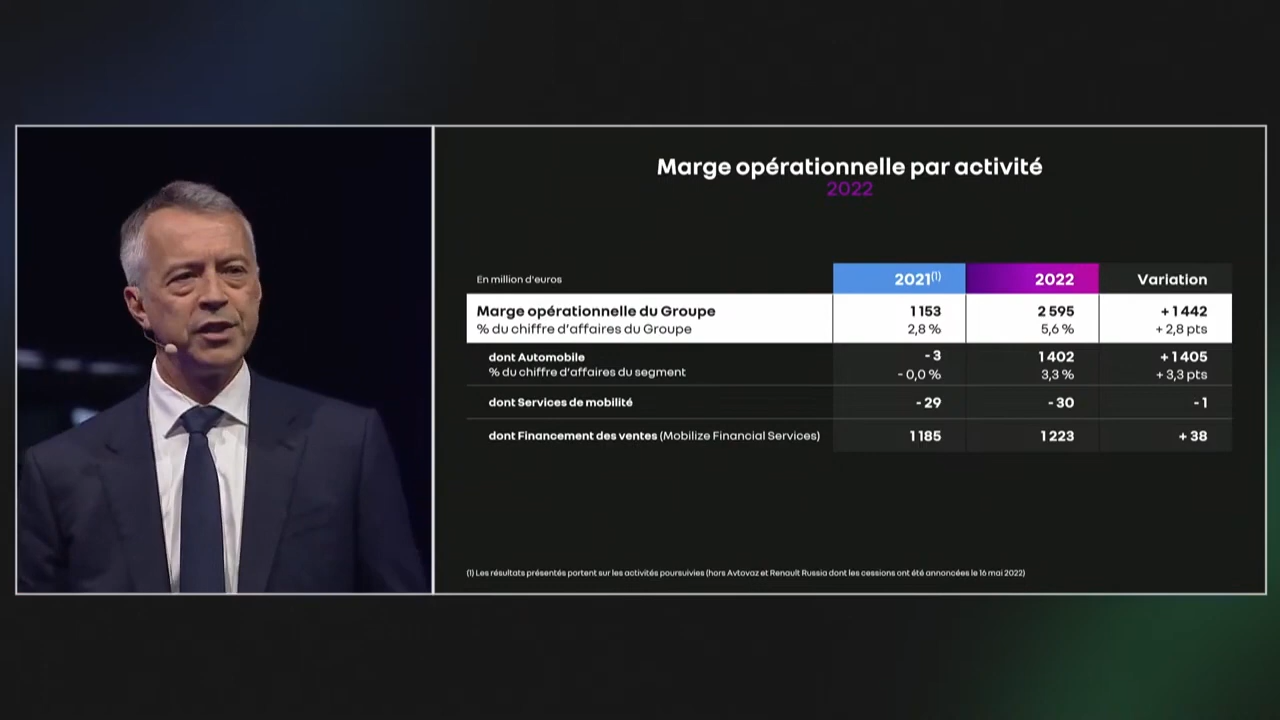 Marge opérationnelle par activité
2022
En million d'euros 2021(1) 2022 Variation
Marge opérationnelle du Groupe 1 153 2 595 + 1 442
% du chiffre d'affaires du Groupe 2,8 % 5,6 % + 2,8 pts
dont Automobile - 3 1 402 + 1 405
% du chiffre d'affaires du segment - 0,0 % 3,3 % + 3,3 pts
dont Services de mobilité - 29 - 30 - 1
dont Financement des ventes (Mobilize Financial Services) 1 185 1 223 + 38
(1) Les résultats présentés portent sur les activités poursuivies (hors Avtovaz et Renault Russia dont les cessions ont été annoncées le 16 mai 2022)